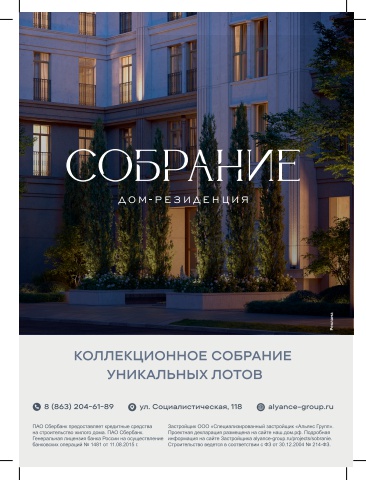 СОБРАНИЕ
ДОМ-РЕЗИДЕНЦИЯ
Реклама
КОЛЛЕКЦИОННОЕ СОБРАНИЕ
УНИКАЛЬНЫХ ЛОТОВ
8 (863) 204-61-89
ул. Социалистическая, 118
alyance-group.ru
ПАО Сбербанк предоставляет кредитные средства
на строительство жилого дома. ПАО Сбербанк.
Генеральная лицензия банка России на осуществление
банковских операций № 1481 от 11.08.2015 г.
Застройщик ООО «Специализированный застройщик «Альянс Групп».
Проектная декларация размещена на сайте наш.дом.рф. Подробная
информация на сайте Застройщика alyance-group.ru/projects/sobranie.
Строительство ведется в соответствии с ФЗ от 30.12.2004 № 214-ФЗ.